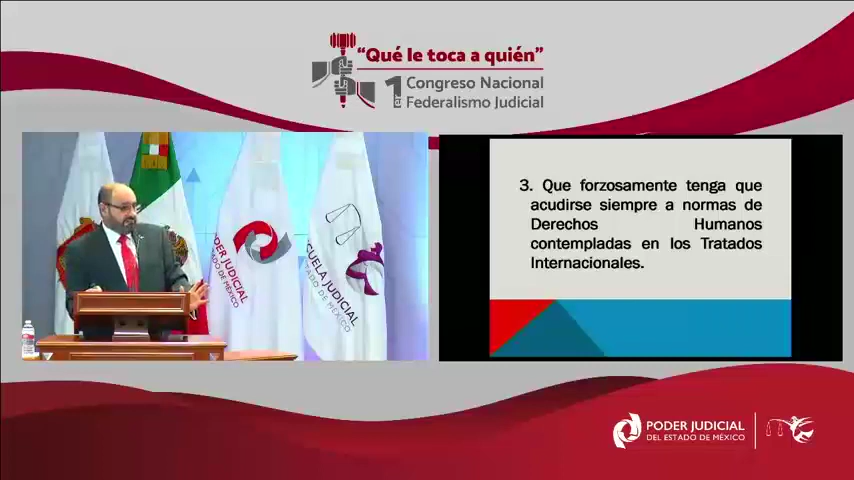 “Qué le toca a quién”
1er Congreso Nacional
Federalismo Judicial
3. Que forzosamente tenga que
acudirse siempre a normas de
Derechos Humanos
contempladas en los Tratados
Internacionales.
PODER JUDICIAL
ESTADO DE MÉXICO
ESCUELA JUDICIAL
ESTADO DE MÉXICO
PODER JUDICIAL
DEL ESTADO DE MÉXICO